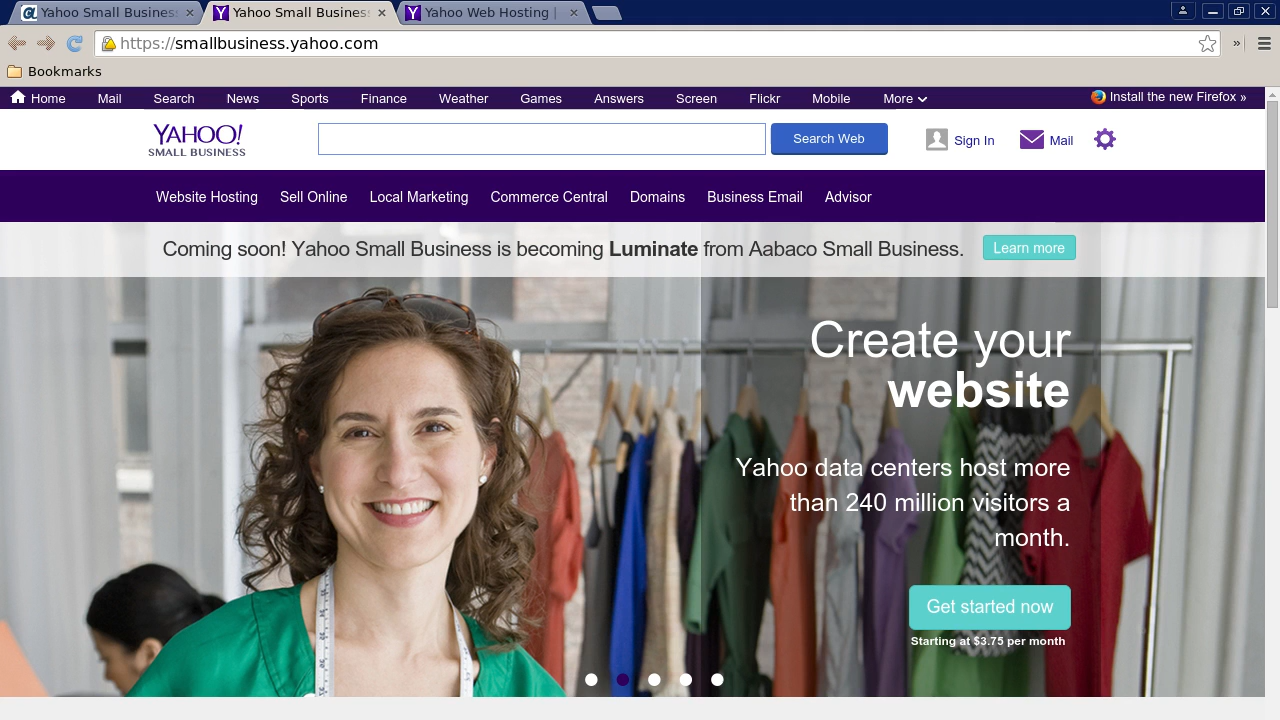 Yahoo Small Business
Yahoo Small Business
Yahoo Web Hosting |
https://smallbusiness.yahoo.com
»
Bookmarks
Home Mail Search News Sports Finance Weather Games Answers Screen Flickr Mobile More
Install the new Firefox »
YAHOO!
SMALL BUSINESS
Search Web
Sign In
Mail
Website Hosting Sell Online Local Marketing Commerce Central Domains Business Email Advisor
Coming soon! Yahoo Small Business is becoming Luminate from Aabaco Small Business.
Learn more
Create your
website
Yahoo data centers host more
than 240 million visitors a
month.
Get started now
Starting at $3.75 per month